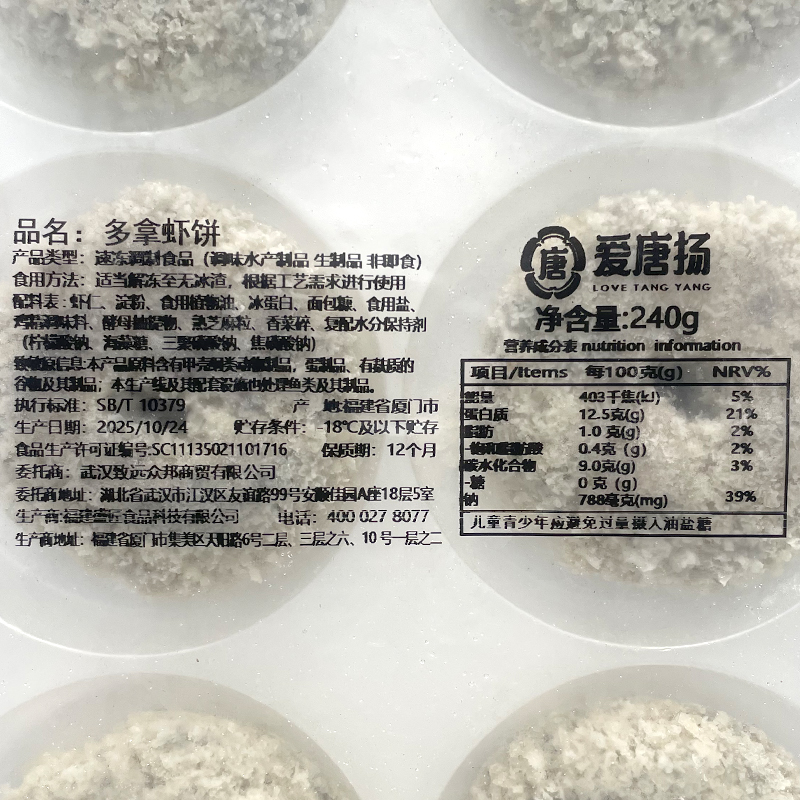 品名：多拿虾饼
产品类型：速冻调制食品（调味水产制品 生制品 非即食）
食用方法：适当解冻至无冰渣，根据工艺需求进行使用
配料表：虾仁、淀粉、食用植物油、冰蛋白、面包糠、食用盐、
鸡精调味料、酵母抽提物、熟芝麻粒、香菜碎、复配水分保持剂
（柠檬酸钠、海藻糖、三聚磷酸钠、焦磷酸钠）
致敏原信息：本产品原料含有甲壳纲类动物制品，蛋制品、有麸质的
谷物及其制品；本生产线及其配套设施也处理鱼类及其制品。
执行标准：SB/T 10379 产 地：福建省厦门市
生产日期：2025/10/24 贮存条件：-18℃及以下贮存
食品生产许可证编号:SC11135021101716 保质期：12个月
委托商：武汉致远众邦商贸有限公司
委托商地址：湖北省武汉市江汉区友谊路99号安顺佳园A座18层5室
生产商:福建 食品科技有限公司 电话：400 027 8077
生产商地址：福建省厦门市集美区天阳路6号二层、三层之六、10号一层之二
唐 爱唐扬
LOVE TANG YANG
净含量:240g
营养成分表 nutrition information
项目/Items 每100克(g) NRV%
能量 403千焦(kJ) 5%
蛋白质 12.5克(g) 21%
脂肪 1.0克(g) 2%
-饱和脂肪酸 0.4克 (g) 2%
碳水化合物 9.0克(g) 3%
-糖 0 克 (g)
钠 788毫克(mg) 39%
儿童青少年应避免过量摄入油盐糖